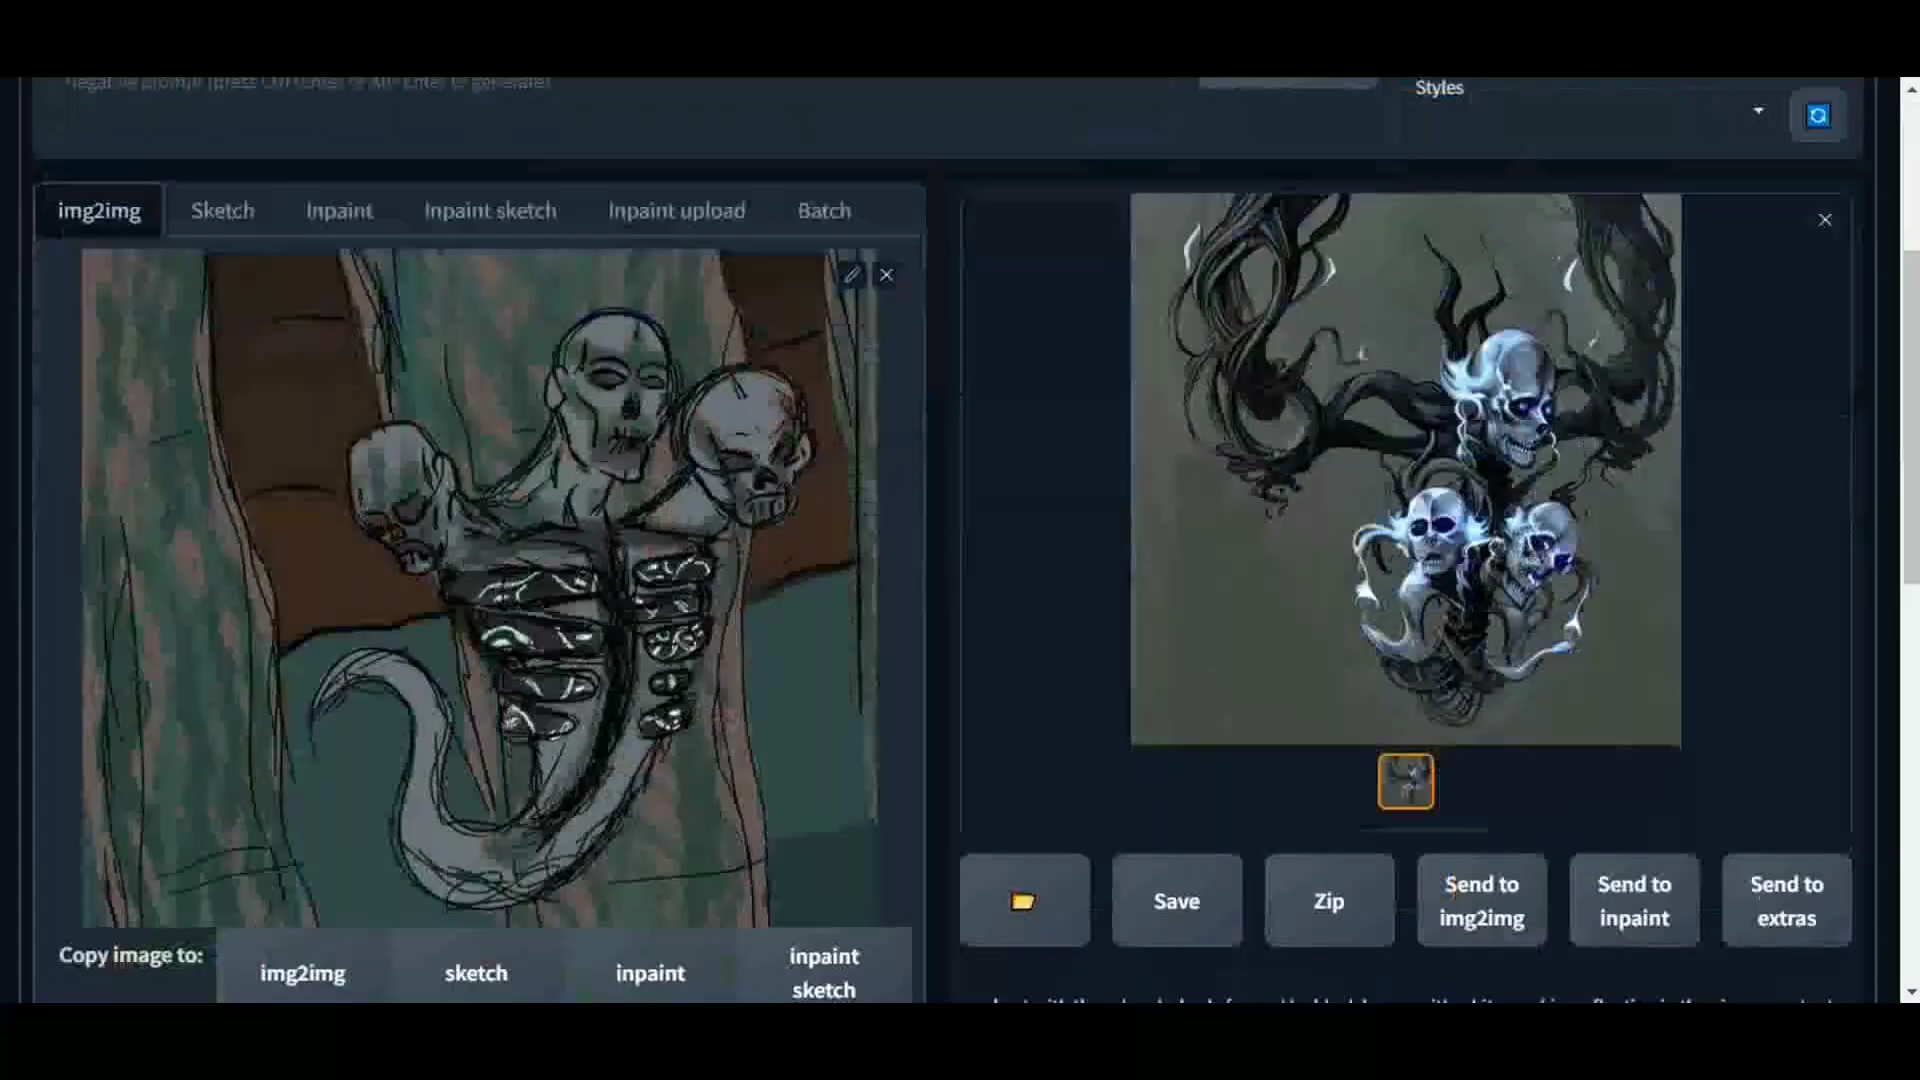 Styles
img2img
Sketch
Inpaint
Inpaint sketch
Inpaint upload
Batch
Save
Zip
Send to
img2img
Send to
inpaint
Send to
extras
Copy image to:
img2img
sketch
inpaint
inpaint
sketch